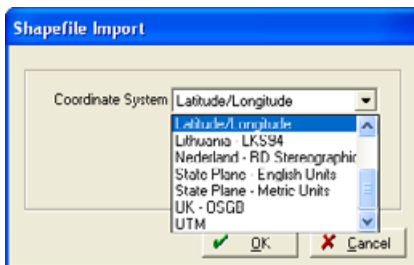 Shapefile Import
Coordinate System Latitude/Longitude
Latitude/Longitude
Lithuania - LKS94
Nederland - RD Stereographic
State Plane - English Units
State Plane - Metric Units
UK - OSGB
UTM
OK Cancel